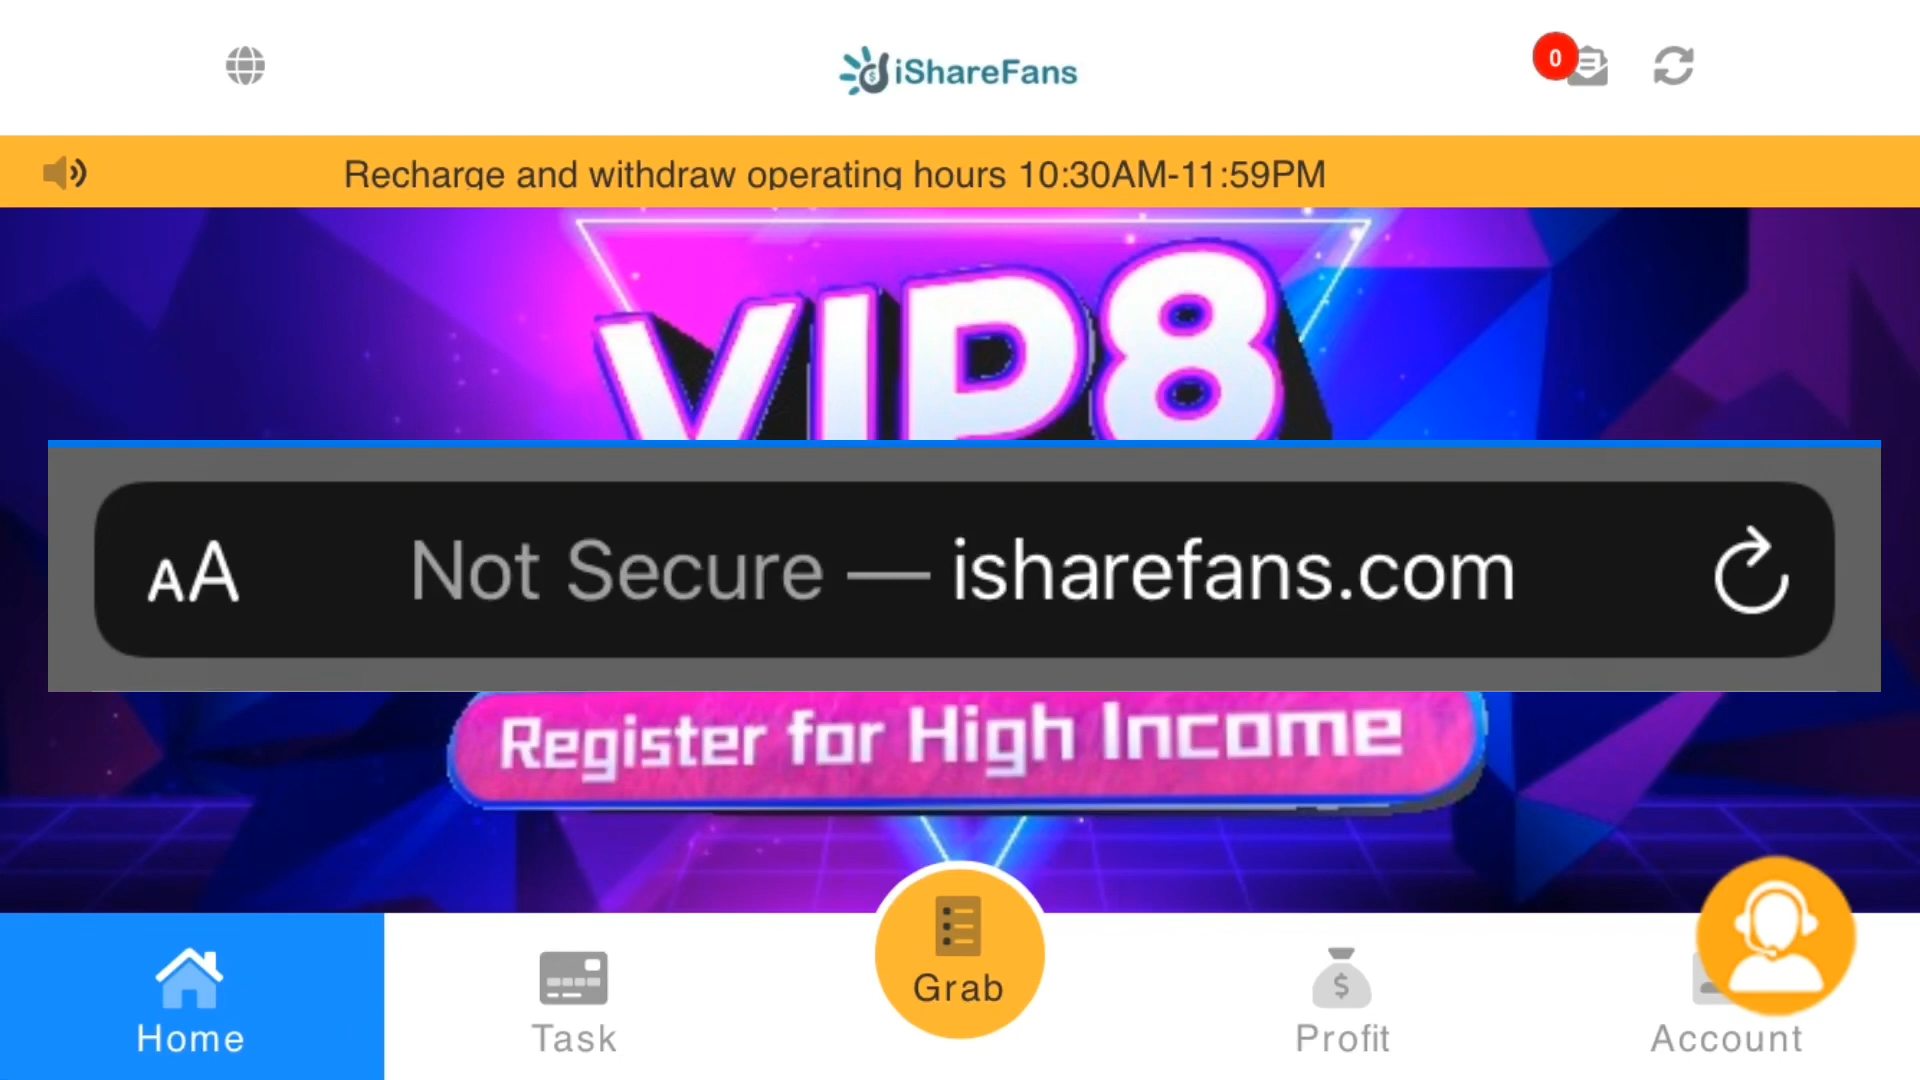 iShareFans
0
Recharge and withdraw operating hours 10:30AM-11:59PM
VIP8
AA Not Secure — isharefans.com
Register for High Income
$
Grab
Home
Task
Profit
Account